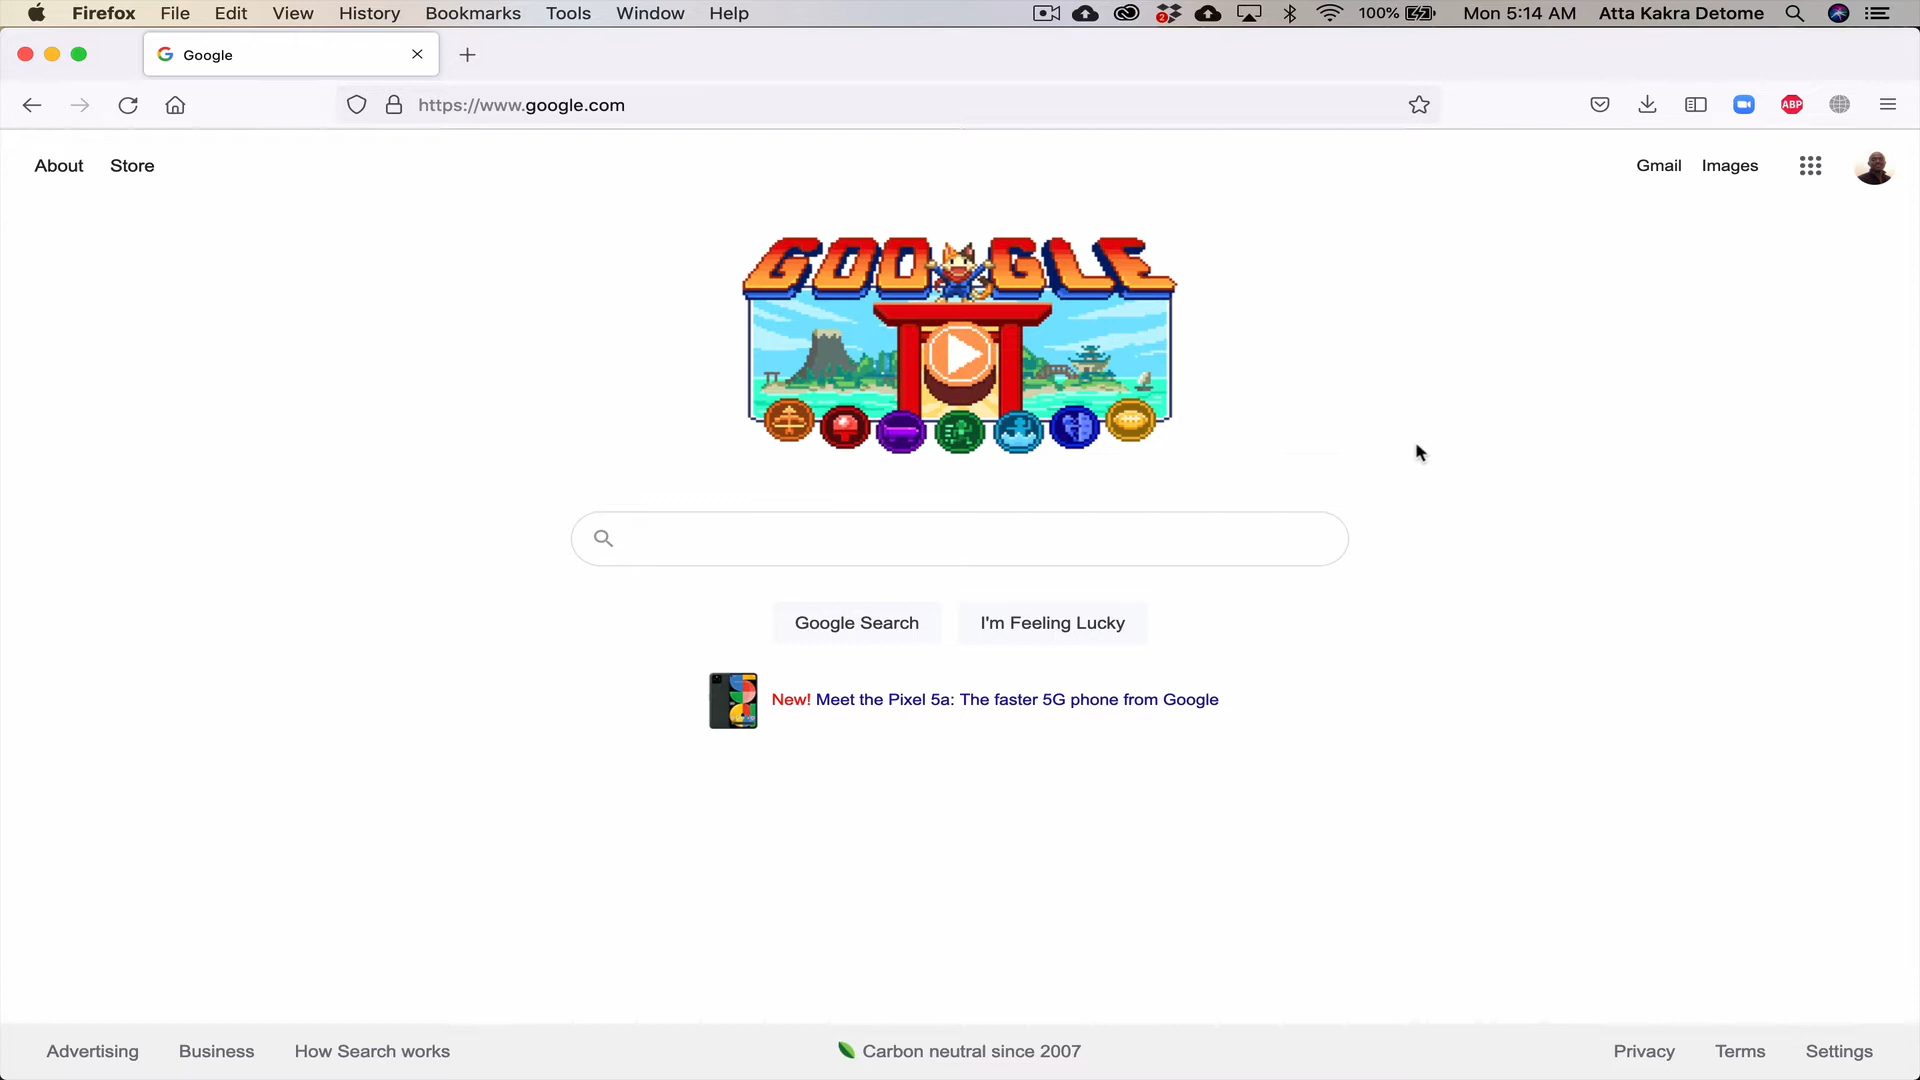 Firefox File Edit View History Bookmarks Tools Window Help 2 100% Mon 5:14 AM Atta Kakra Detome
Google
https://www.google.com
ABP
About Store Gmail Images
GOOGLE
Google Search I'm Feeling Lucky
New! Meet the Pixel 5a: The faster 5G phone from Google
Advertising Business How Search works Carbon neutral since 2007 Privacy Terms Settings